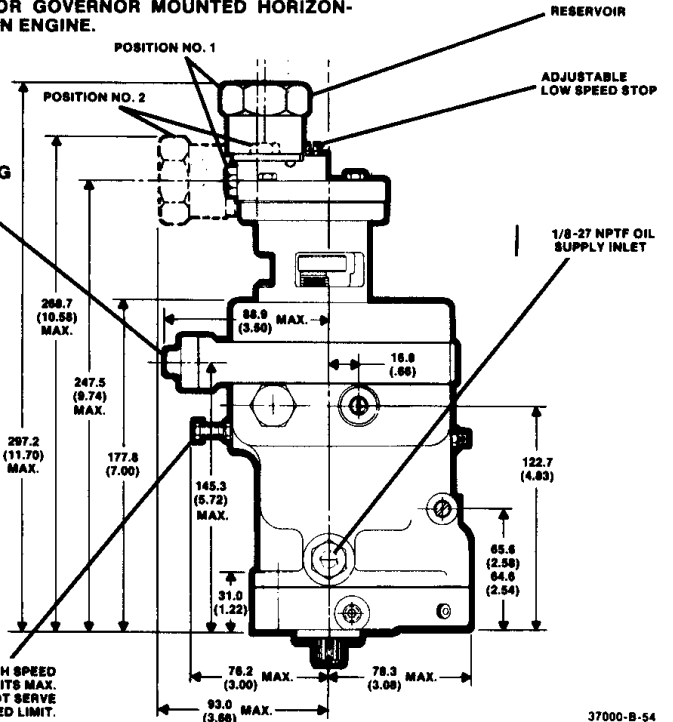 OR GOVERNOR MOUNTED HORIZON-
N ENGINE.
RESERVOIR
POSITION NO. 1
ADJUSTABLE
LOW SPEED STOP
POSITION NO. 2
G
1/8-27 NPTF OIL
SUPPLY INLET
268.7
(10.58)
MAX.
88.9
(3.50)
MAX.
16.8
(.66)
247.5
(9.74)
MAX.
297.2
(11.70)
MAX.
177.8
(7.00)
145.3
(5.72)
MAX.
122.7
(4.83)
65.6
(2.58)
64.6
(2.54)
31.0
(1.22)
H SPEED
ITS MAX.
OT SERVE
ED LIMIT.
76.2
(3.00)
MAX.
78.3
(3.08)
MAX.
93.0
(3.66)
MAX.
37000-B-54